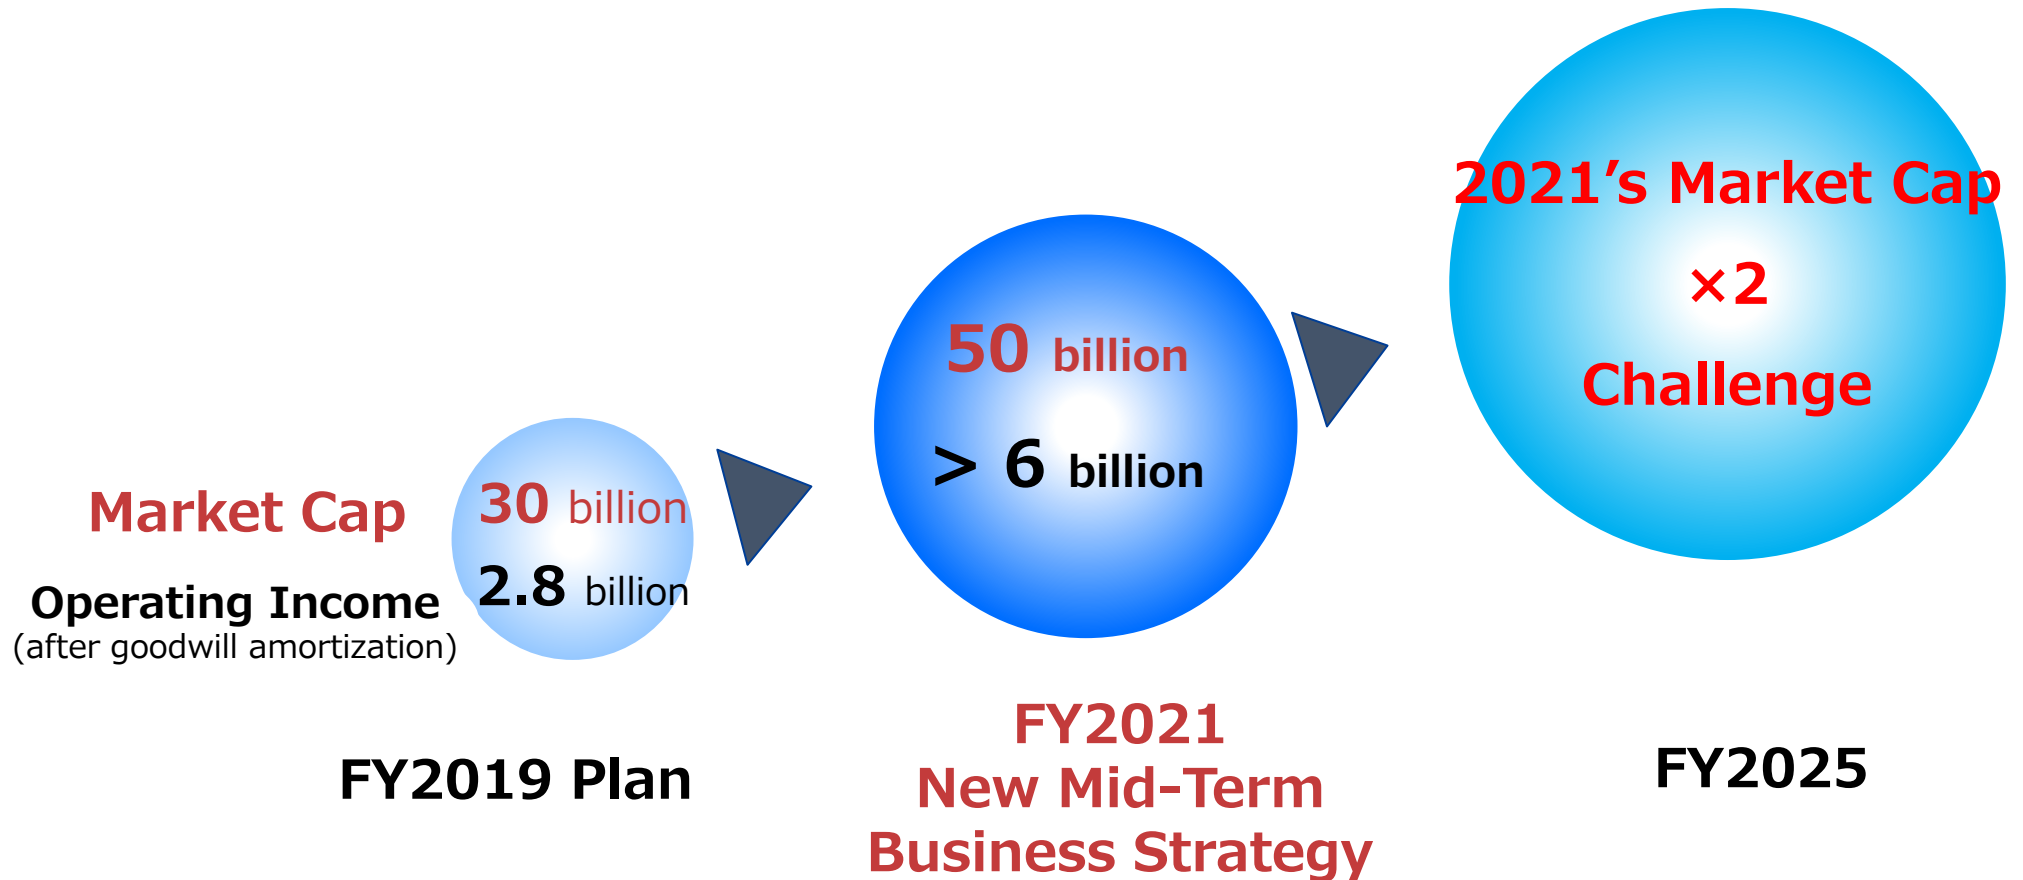 Market Cap
Operating Income
(after goodwill amortization)
30 billion
2.8 billion
FY2019 Plan
50 billion
> 6 billion
FY2021
New Mid-Term
Business Strategy
2021’s Market Cap
×2
Challenge
FY2025